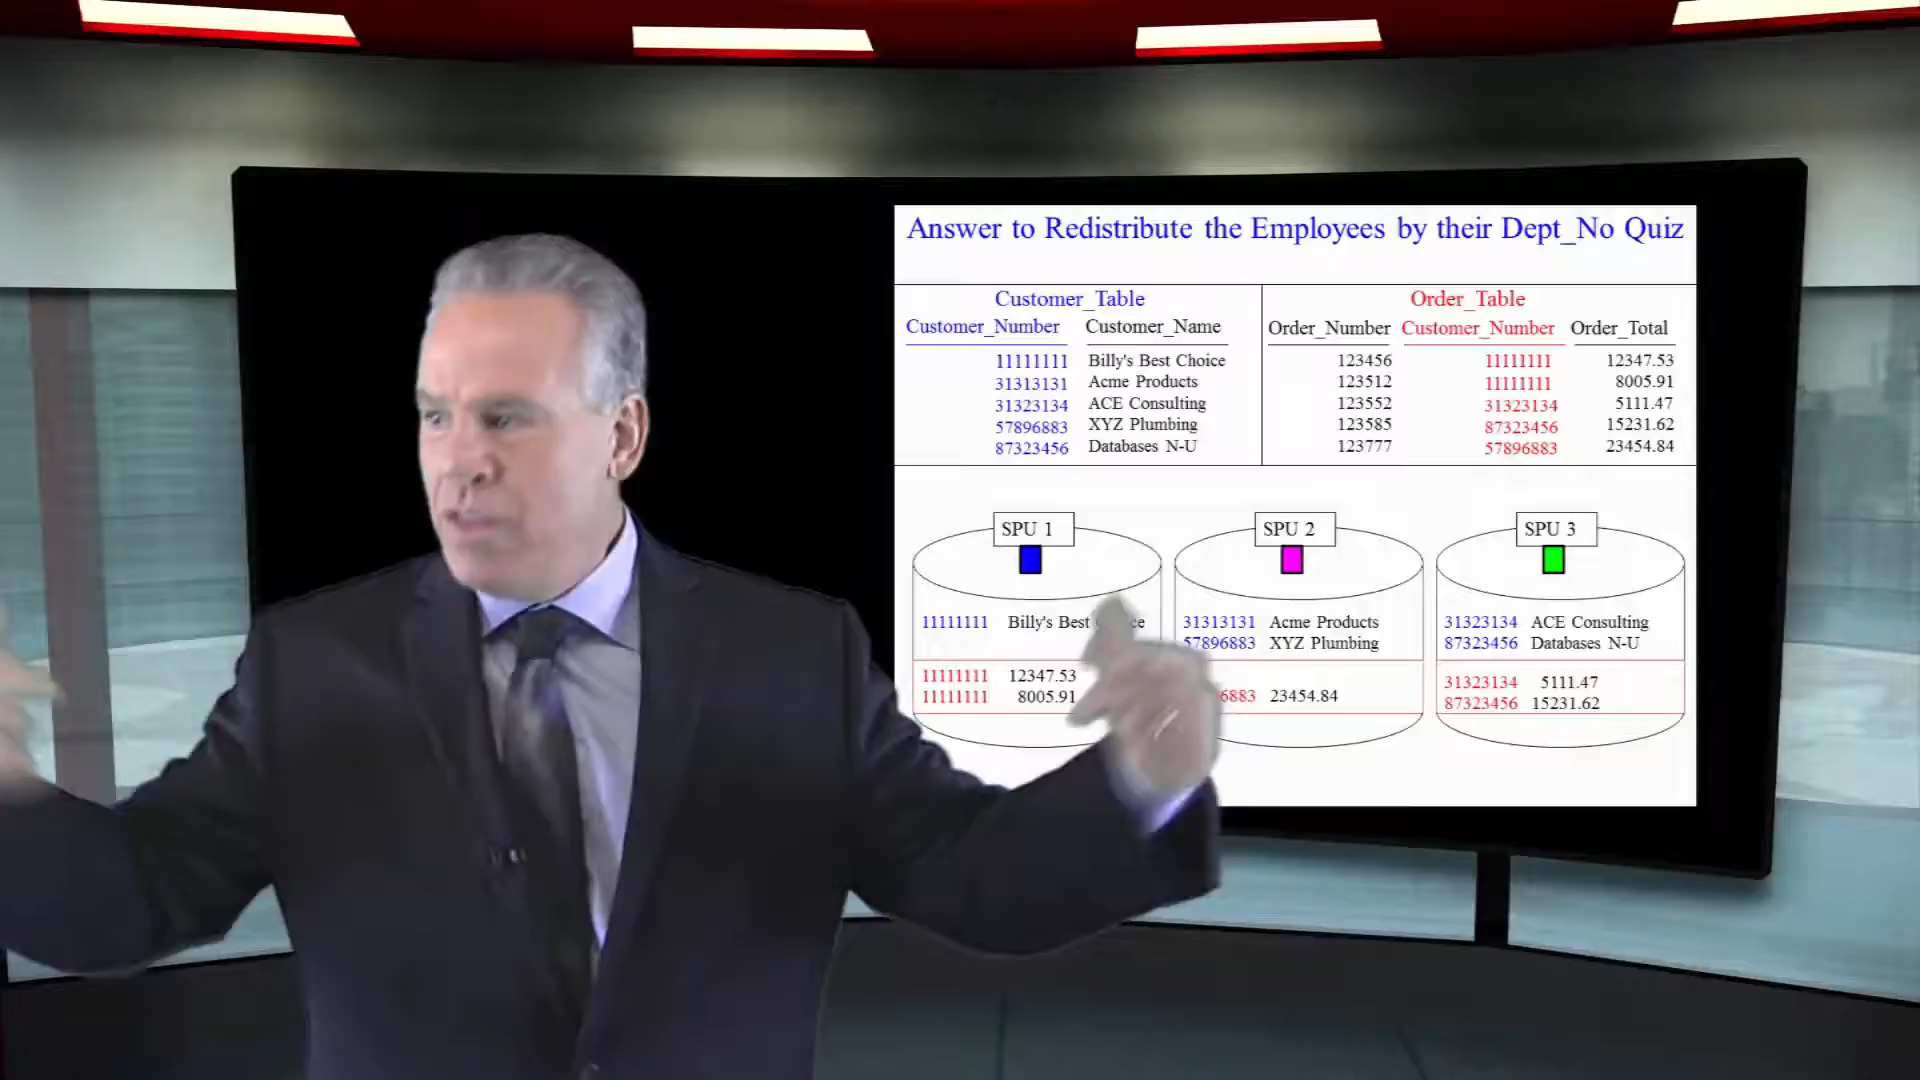 Answer to Redistribute the Employees by their Dept_No Quiz
Customer_Table
Customer_Number Customer_Name
11111111 Billy's Best Choice
31313131 Acme Products
31323134 ACE Consulting
57896883 XYZ Plumbing
87323456 Databases N-U
Order_Table
Order_Number Customer_Number Order_Total
123456 11111111 12347.53
123512 11111111 8005.91
123552 31323134 5111.47
123585 87323456 15231.62
123777 57896883 23454.84
SPU 1
11111111 Billy's Best
11111111 12347.53
11111111 8005.91
SPU 2
31313131 Acme Products
57896883 XYZ Plumbing
6883 23454.84
SPU 3
31323134 ACE Consulting
87323456 Databases N-U
31323134 5111.47
87323456 15231.62